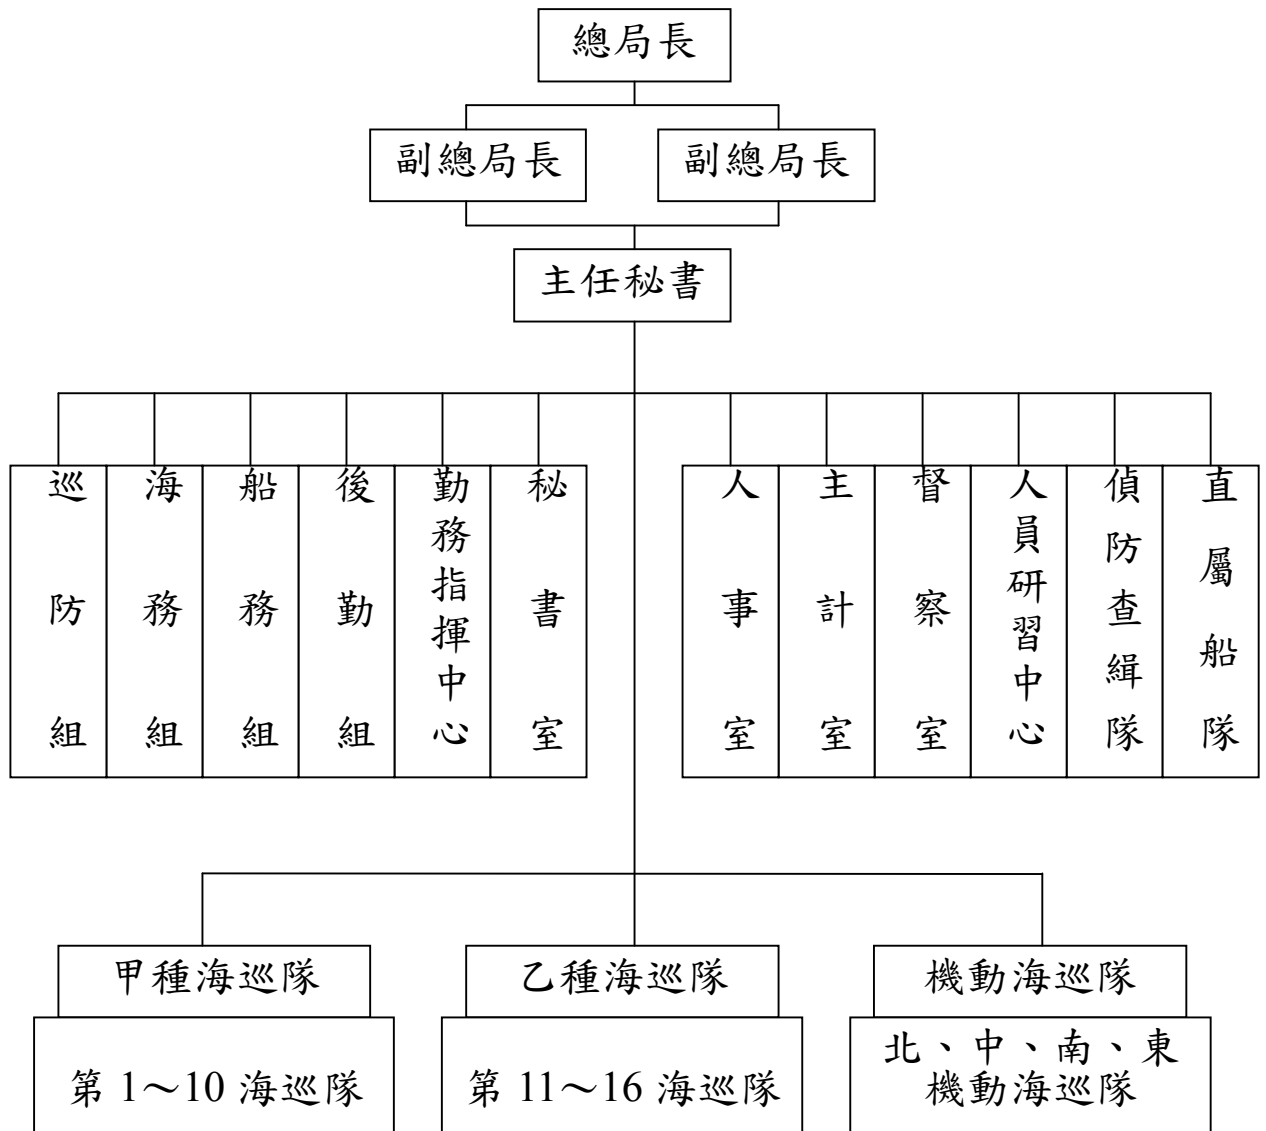 總局長
副總局長
副總局長
主任秘書
巡防組
海務組
船務組
後勤組
勤務指揮中心
秘書室
人事室
主計室
督察室
人員研習中心
偵防查緝隊
直屬船隊
甲種海巡隊
乙種海巡隊
機動海巡隊
第 1～10 海巡隊
第 11～16 海巡隊
北、中、南、東
機動海巡隊